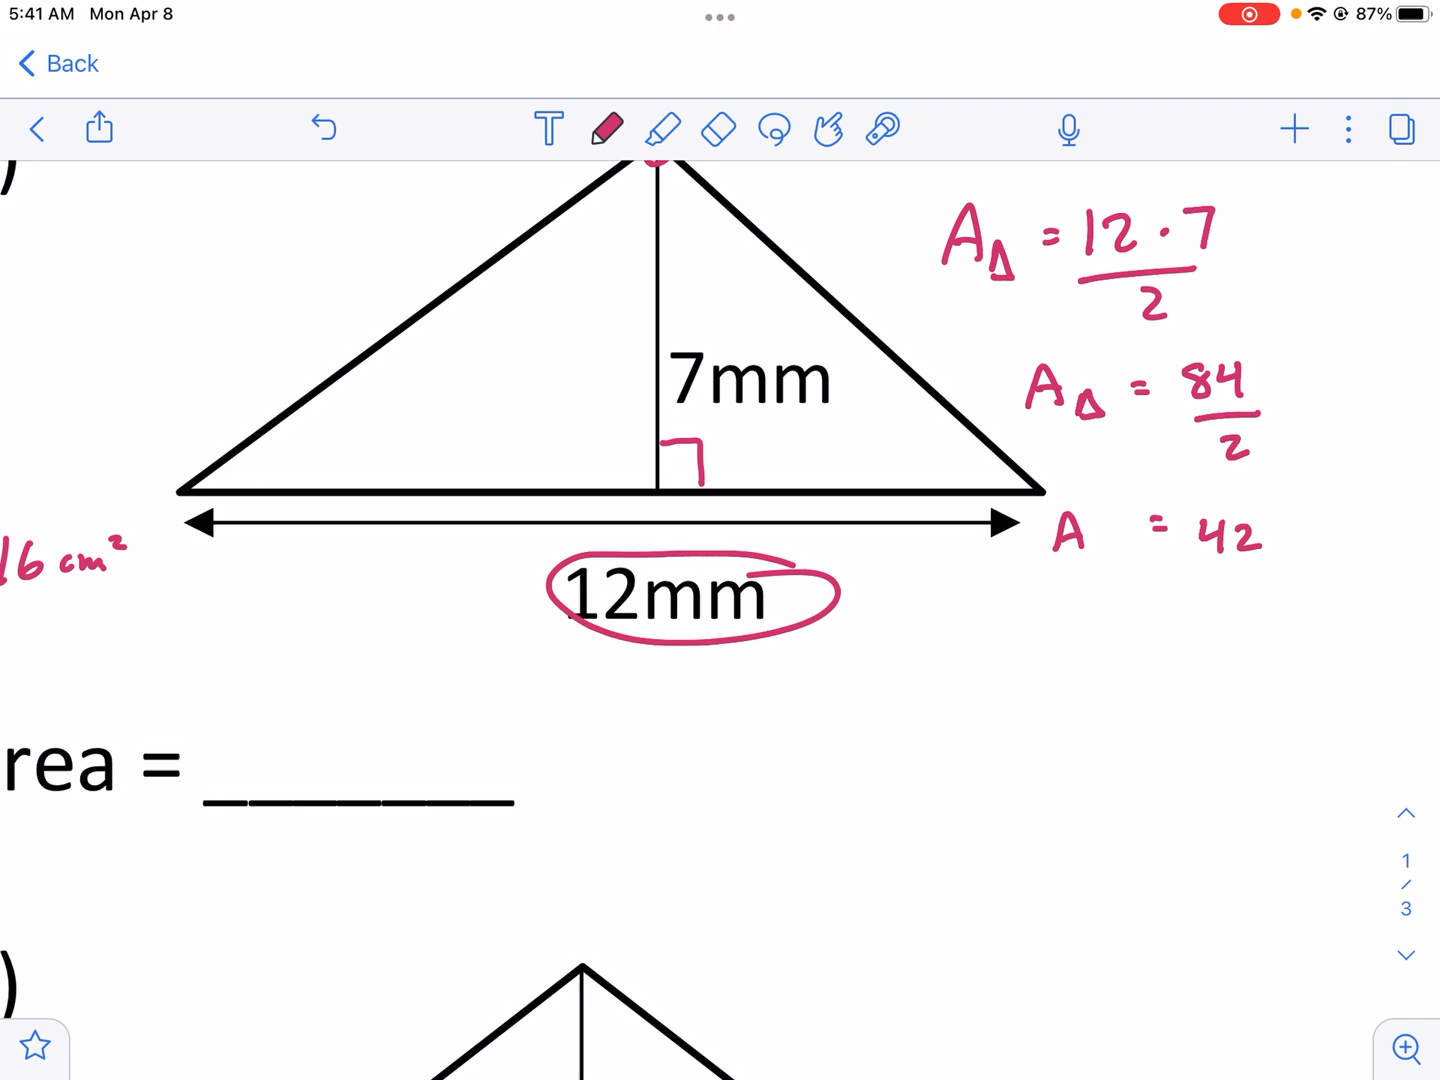 5:41 AM Mon Apr 8
87%
Back
)
A△ = 12 · 7
2
7mm
A△ = 84
2
16 cm²
A = 42
12mm
rea = _______
1
/
3
)